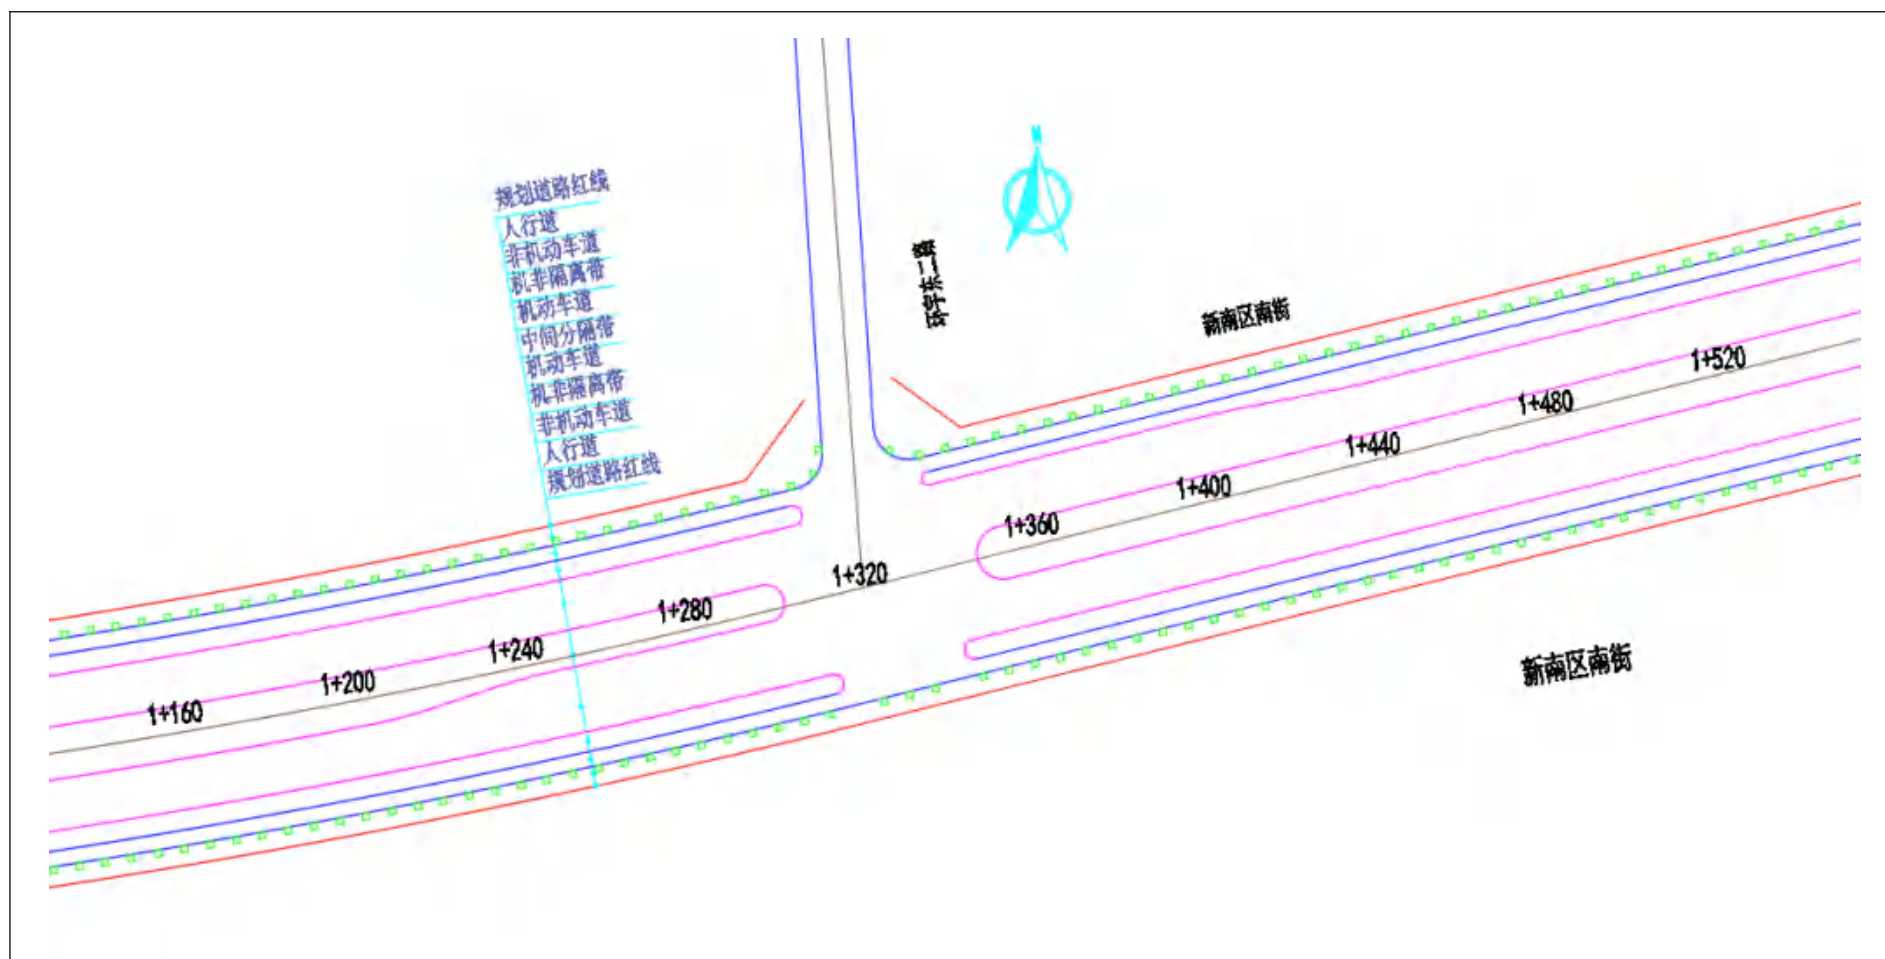 N
规划道路红线
人行道
非机动车道
机非隔离带
机动车道
中间分隔带
机动车道
机非隔离带
非机动车道
人行道
规划道路红线
环宇东二路
新南区南街
1+520
1+480
1+440
1+400
1+360
1+320
1+280
1+240
1+200
1+160
新南区南街